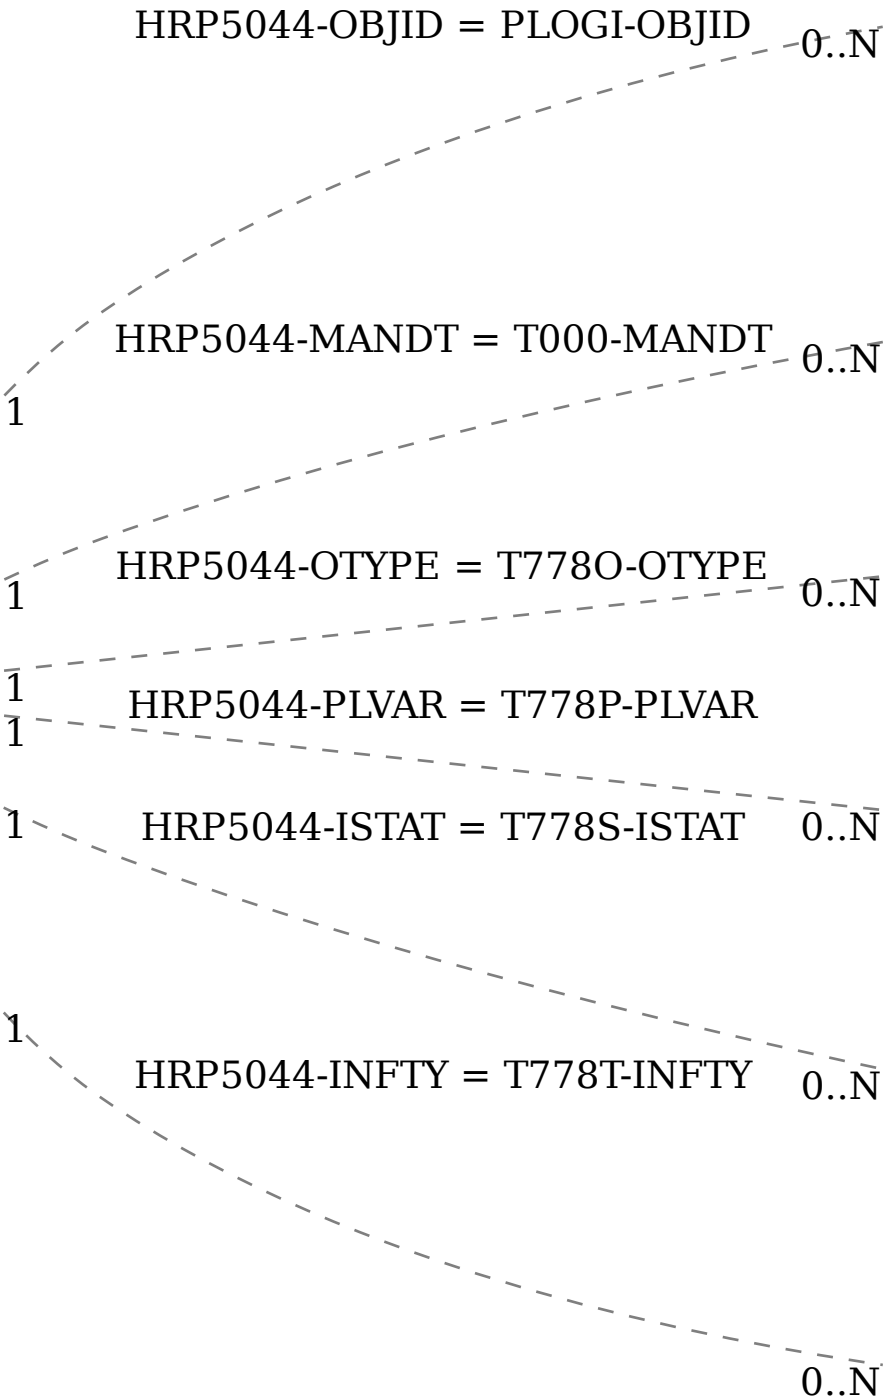 HRP5044-OBJID = PLOGI-OBJID
0..N
HRP5044-MANDT = T000-MANDT
0..N
1
HRP5044-OTYPE = T778O-OTYPE
0..N
1
1
HRP5044-PLVAR = T778P-PLVAR
1
1
HRP5044-ISTAT = T778S-ISTAT
0..N
1
HRP5044-INFTY = T778T-INFTY
0..N
0..N